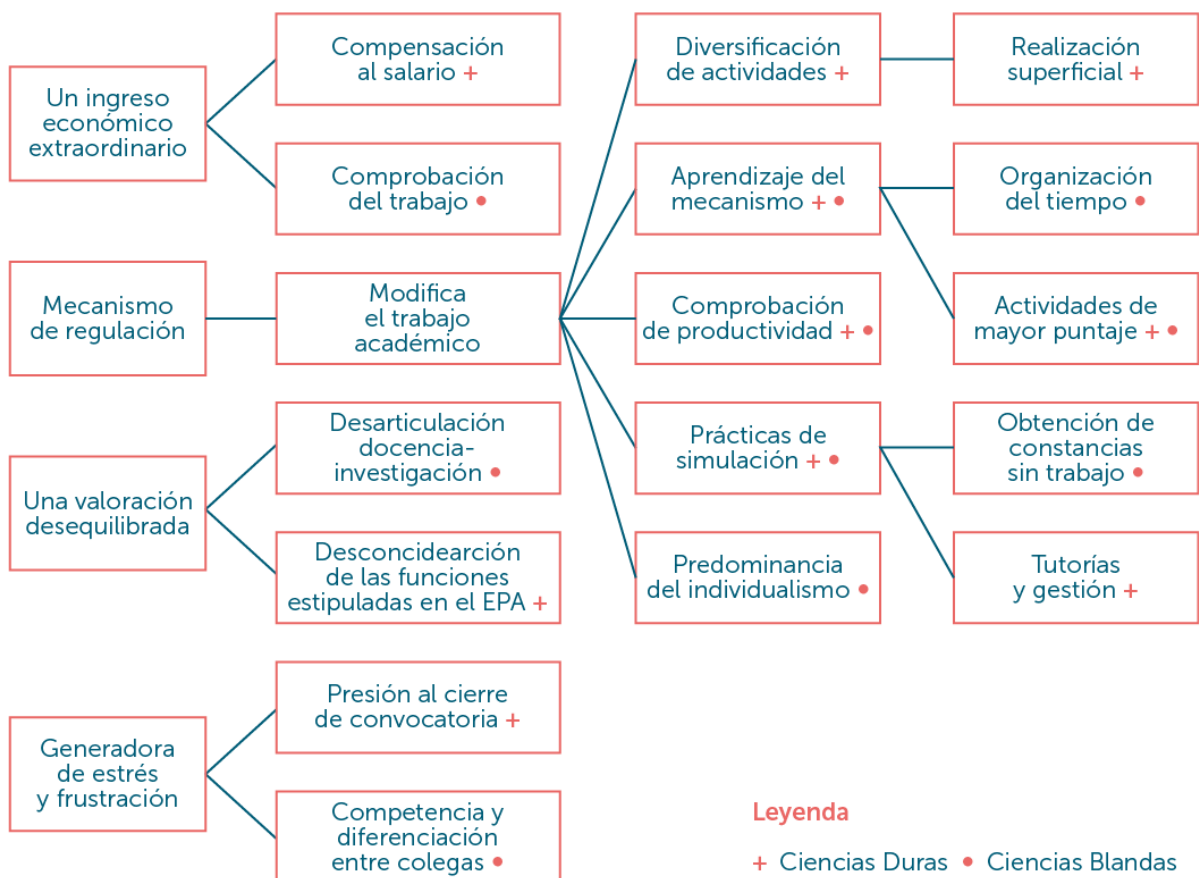 Un ingreso
económico
extraordinario
Compensación
al salario +
Comprobación
del trabajo •
Mecanismo
de regulación
Modifica
el trabajo
académico
Diversificación
de actividades +
Realización
superficial +
Aprendizaje del
mecanismo + •
Organización
del tiempo •
Actividades de
mayor puntaje + •
Comprobación
de productividad + •
Prácticas de
simulación + •
Obtención de
constancias
sin trabajo •
Tutorías
y gestión +
Predominancia
del individualismo •
Una valoración
desequilibrada
Desarticulación
docencia-
investigación •
Desconcidearción
de las funciones
estipuladas en el EPA +
Generadora
de estrés
y frustración
Presión al cierre
de convocatoria +
Competencia y
diferenciación
entre colegas •
Leyenda
+ Ciencias Duras • Ciencias Blandas